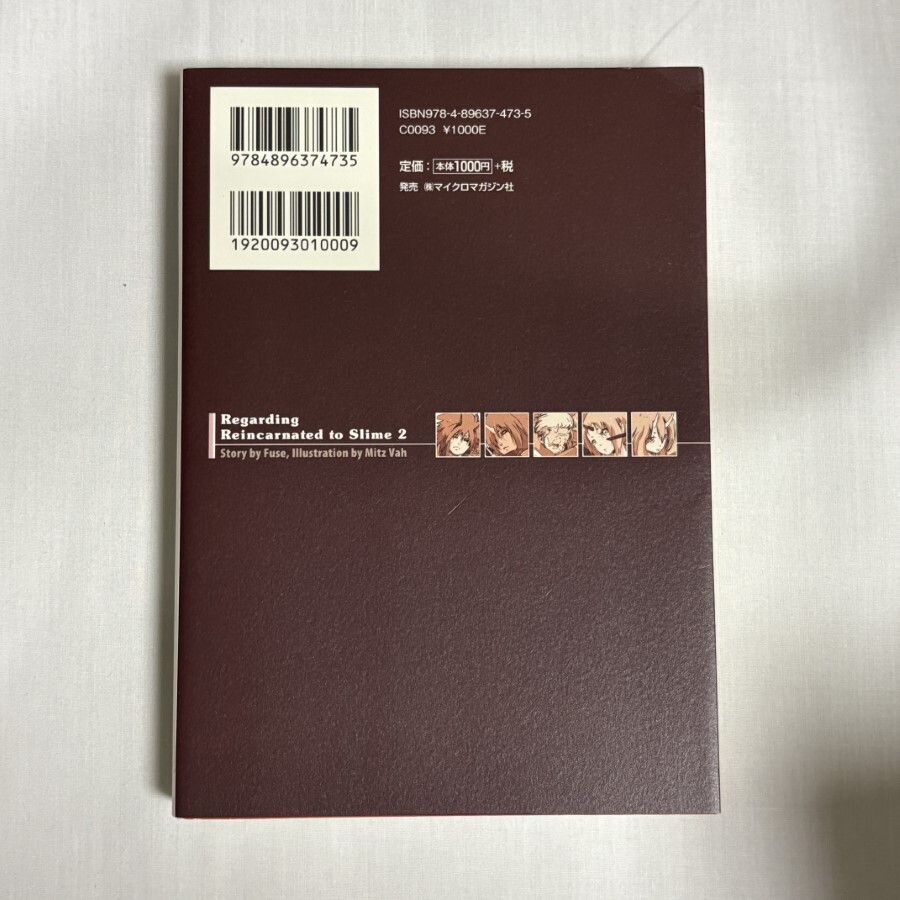 9784896374735
1920093010009
ISBN978-4-89637-473-5
C0093 ¥1000E
定価：本体1000円+税
発売 ㈱マイクロマガジン社
Regarding
Reincarnated to Slime 2
Story by Fuse, Illustration by Mitz Vah